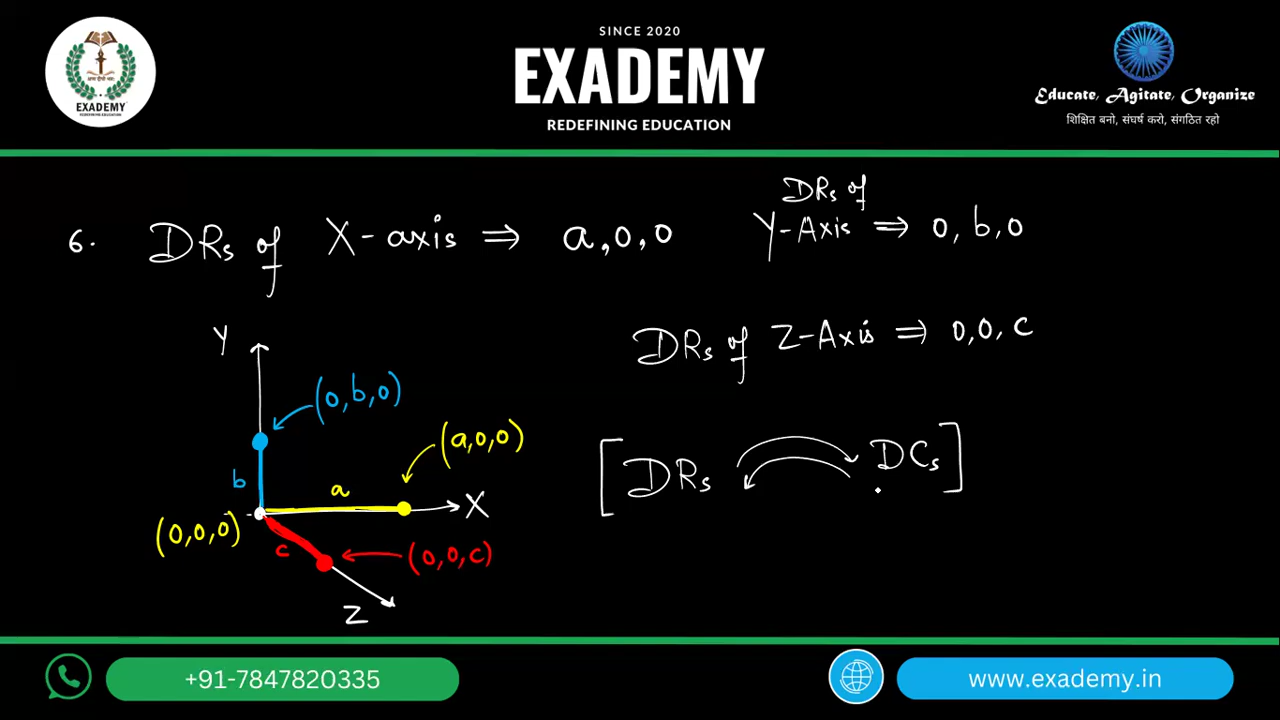 SINCE 2020
EXADEMY
REDEFINING EDUCATION
EXADEMY
REDEFINING EDUCATION
Educate, Agitate, Organize
शिक्षित बनो, संघर्ष करो, संगठित रहो
6. DRs of X-axis ⇒ a,0,0
DRs of
Y-Axis ⇒ 0, b, 0
DRs of Z-Axis ⇒ 0,0, c
Y
(0, b, 0)
(a,0,0)
b
a
X
(0,0,0)
c
(0,0,c)
Z
[DRs DCs]
+91-7847820335
www.exademy.in